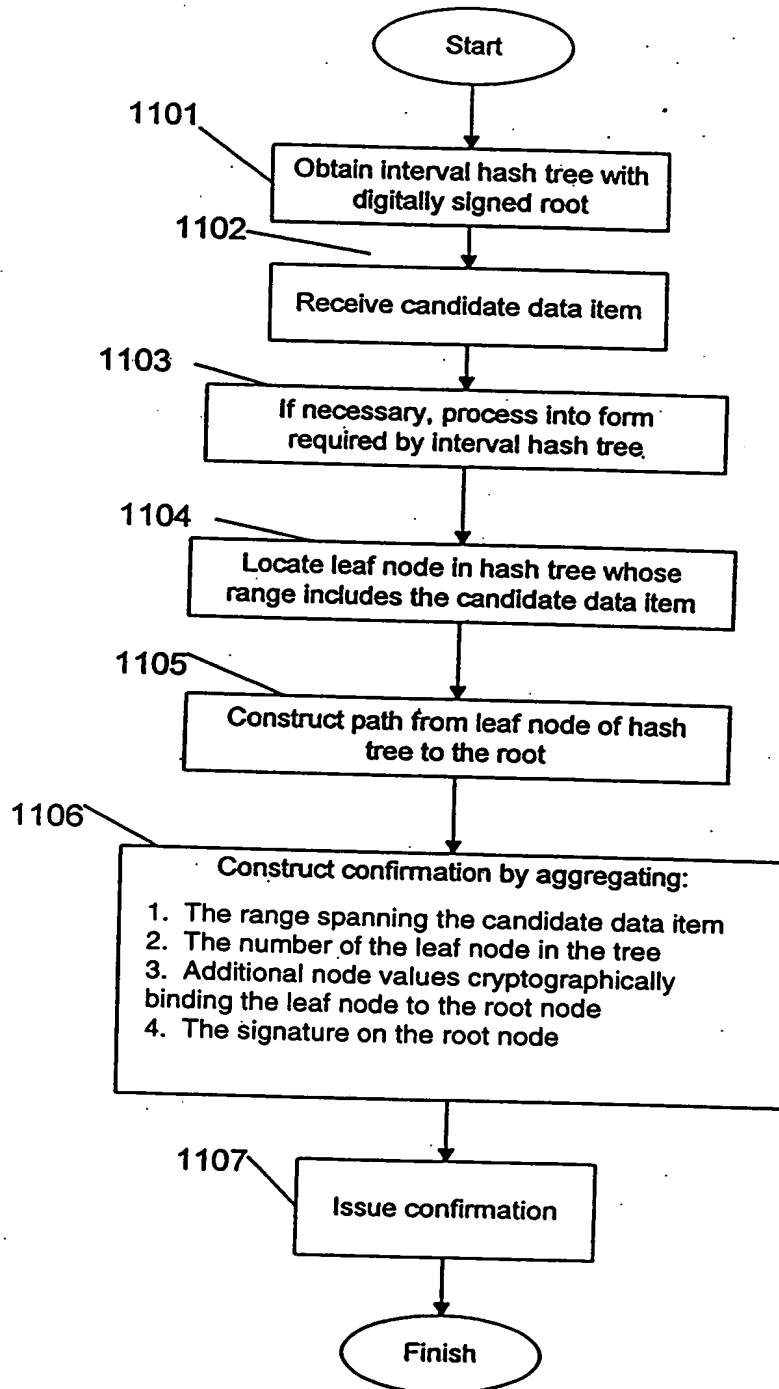 Start
1101
Obtain interval hash tree with
digitally signed root
1102
Receive candidate data item
1103
If necessary, process into form
required by interval hash tree.
1104
Locate leaf node in hash tree whose
range includes the candidate data item
1105
Construct path from leaf node of hash
tree to the root
1106
Construct confirmation by aggregating:
1. The range spanning the candidate data item
2. The number of the leaf node in the tree
3. Additional node values cryptographically
binding the leaf node to the root node
4. The signature on the root node
1107
Issue confirmation
Finish